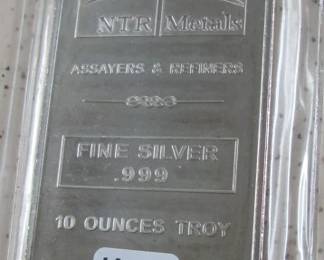 NTR Metals
ASSAYERS & REFINERS
FINE SILVER
.999
10 OUNCES TROY